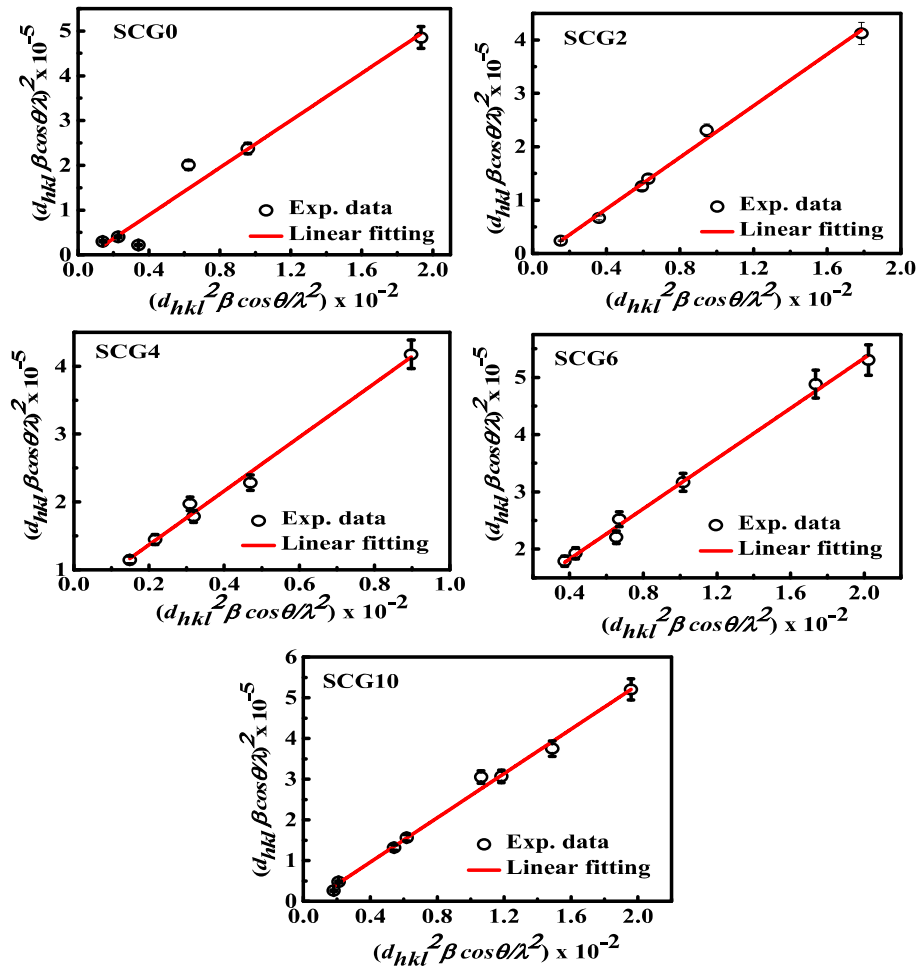 SCG0
(d_hkl βcosθ/λ)^2 x 10^-5
5
4
3
2
1
0
Exp. data
Linear fitting
0.0 0.4 0.8 1.2 1.6 2.0
(d_hkl^2 β cosθ/λ^2) x 10^-2
SCG2
(d_hkl βcosθ/λ)^2 x 10^-5
4
3
2
1
0
Exp. data
Linear fitting
0.0 0.4 0.8 1.2 1.6 2.0
(d_hkl^2 β cosθ/λ^2) x 10^-2
SCG4
(d_hkl βcosθ/λ)^2 x 10^-5
4
3
2
1
Exp. data
Linear fitting
0.0 0.2 0.4 0.6 0.8 1.0
(d_hkl^2 β cosθ/λ^2) x 10^-2
SCG6
(d_hkl βcosθ/λ)^2 x 10^-5
5
4
3
2
Exp. data
Linear fitting
0.4 0.8 1.2 1.6 2.0
(d_hkl^2 β cosθ/λ^2) x 10^-2
SCG10
(d_hkl βcosθ/λ)^2 x 10^-5
6
5
4
3
2
1
0
Exp. data
Linear fitting
0.0 0.4 0.8 1.2 1.6 2.0
(d_hkl^2 β cosθ/λ^2) x 10^-2